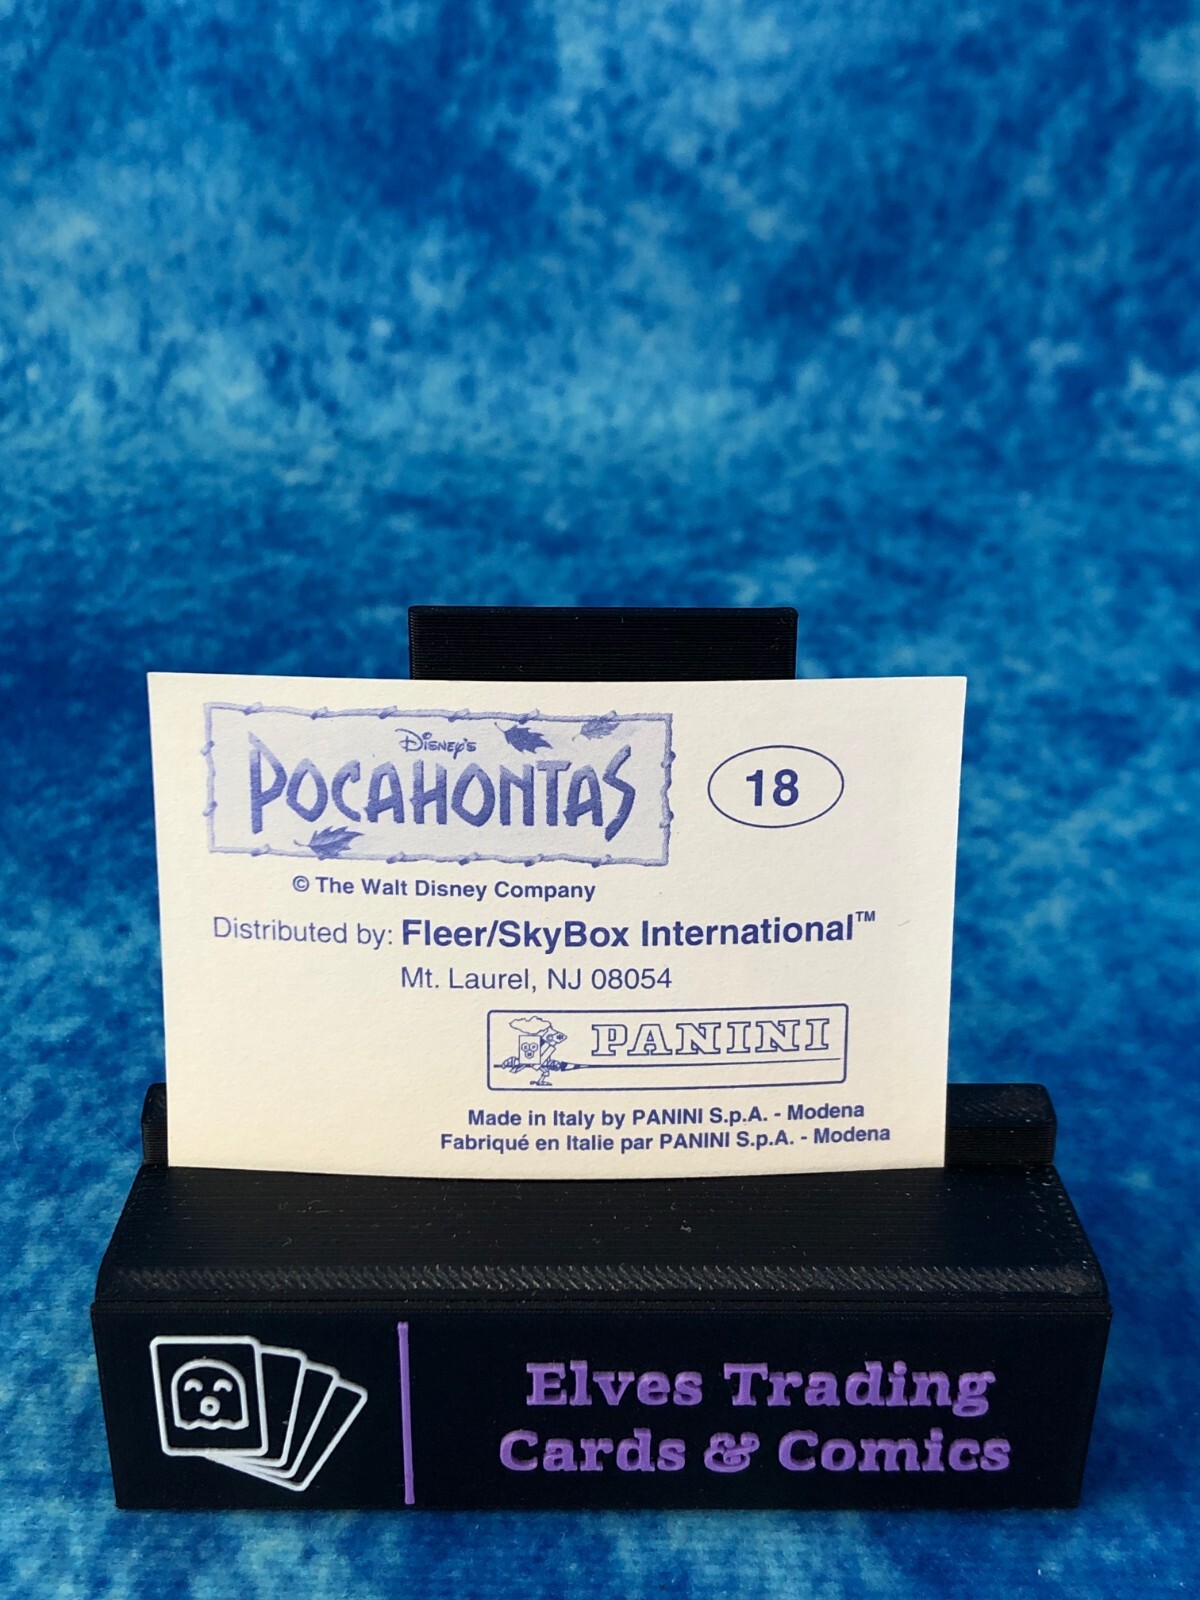 Disney's
POCAHONTAS
18
© The Walt Disney Company
Distributed by: Fleer/SkyBox International™
Mt. Laurel, NJ 08054
PANINI
Made in Italy by PANINI S.p.A. - Modena
Fabriqué en Italie par PANINI S.p.A. - Modena
Elves Trading
Cards & Comics